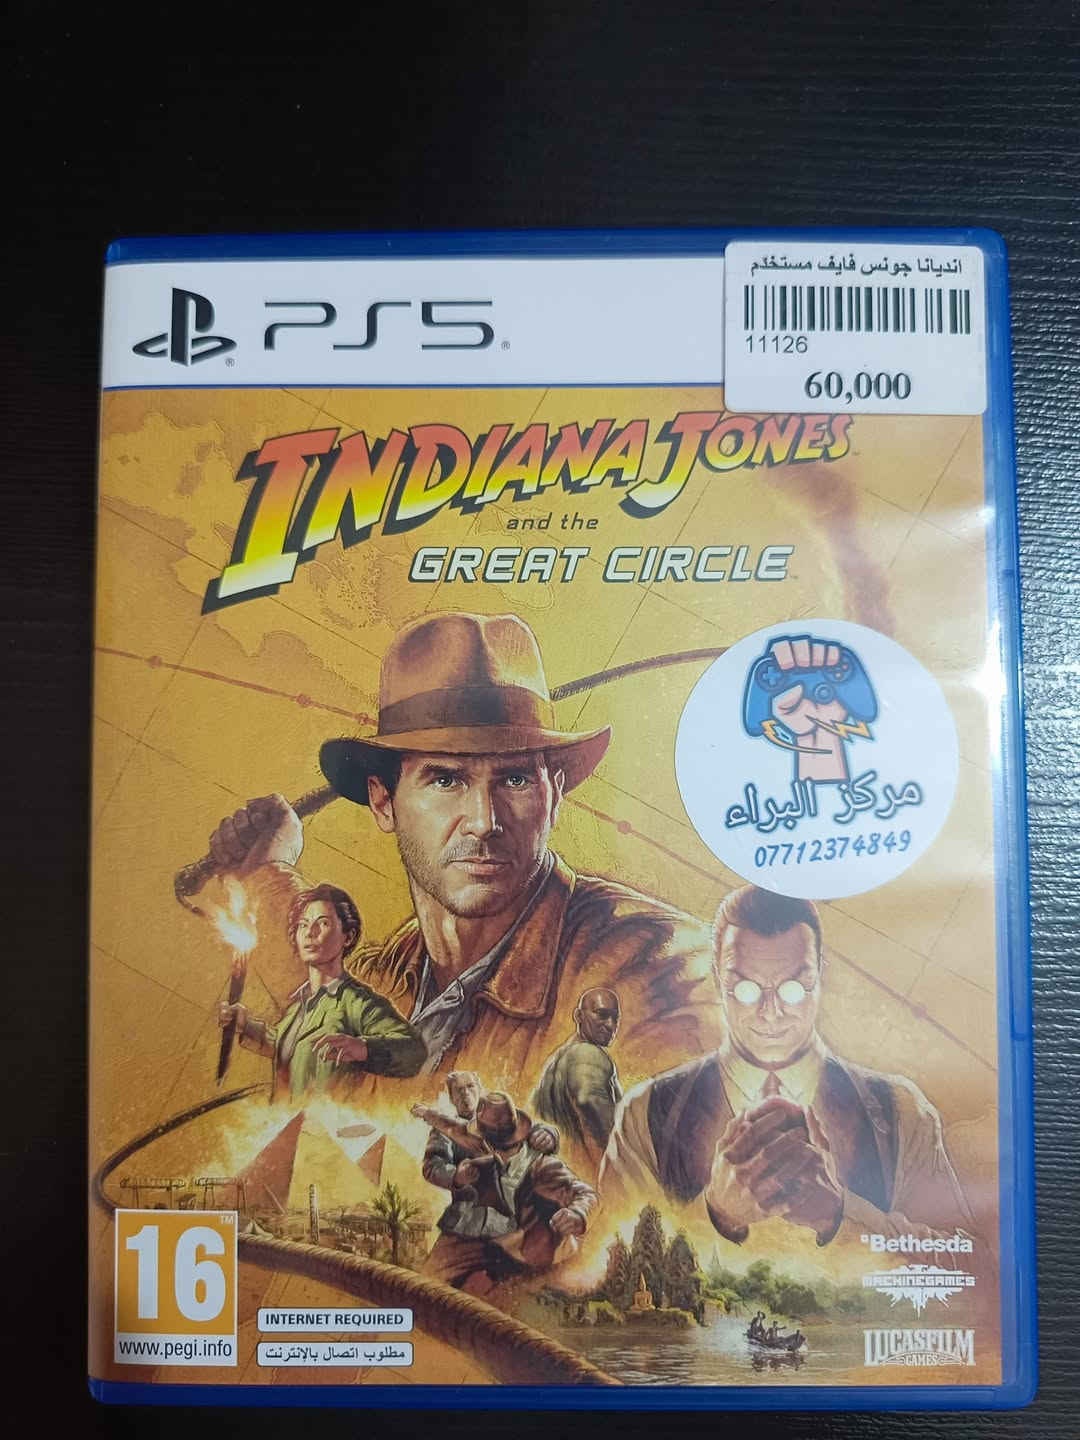 PS5
انديانا جونس فايف مستخدم
11126
60,000
INDIANA JONES
and the
GREAT CIRCLE
مركز البراء
07712374849
16
www.pegi.info
INTERNET REQUIRED
مطلوب اتصال بالإنترنت
Bethesda
MACHINEGAMES
LUCASFILM
GAMES